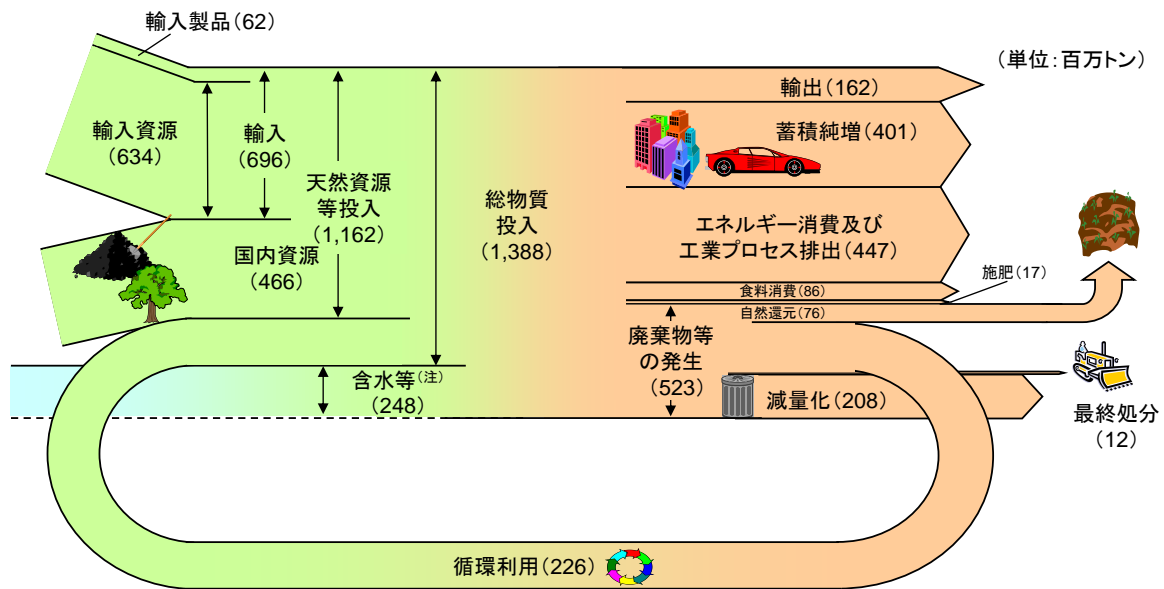 輸入製品(62)
(単位:百万トン)
輸出(162)
輸入資源
(634)
輸入
(696)
蓄積純増(401)
天然資源
等投入
(1,162)
総物質
投入
(1,388)
国内資源
(466)
エネルギー消費及び
工業プロセス排出(447)
施肥(17)
食料消費(86)
自然還元(76)
廃棄物等
の発生
(523)
含水等(注)
(248)
減量化(208)
最終処分
(12)
循環利用(226)